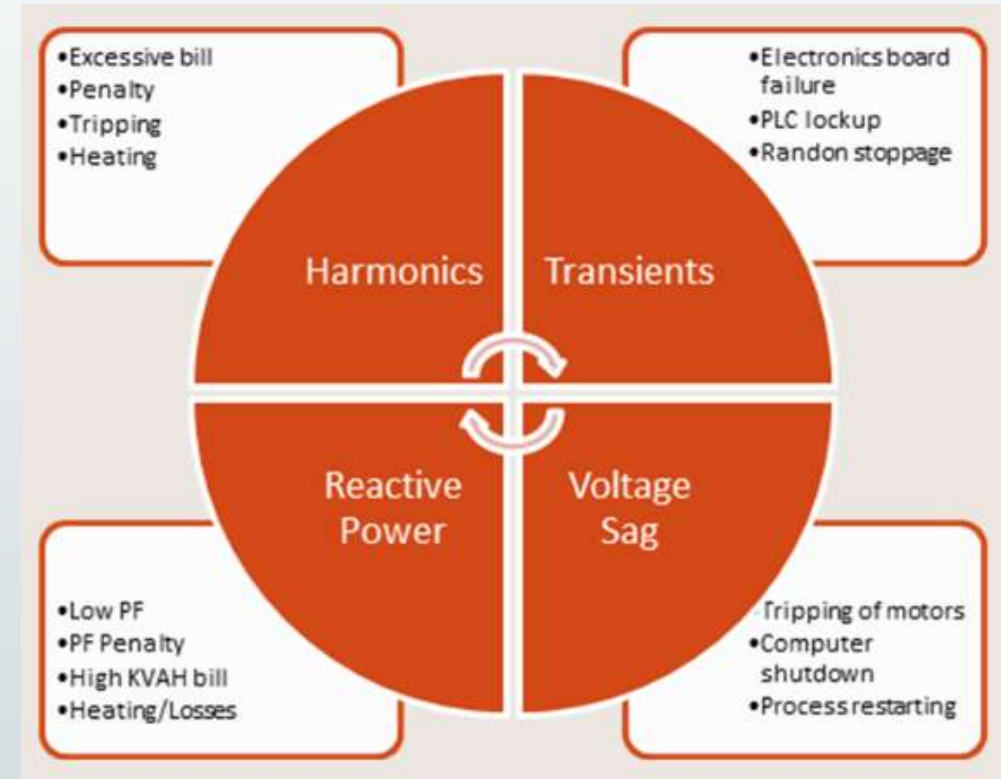 •Excessive bill
•Penalty
•Tripping
•Heating
•Electronics board
failure
•PLC lockup
•Randon stoppage
Harmonics
Transients
Reactive
Power
Voltage
Sag
•Low PF
•PF Penalty
•High KVAH bill
•Heating/Losses
Tripping of motors
•Computer
shutdown
•Process restarting